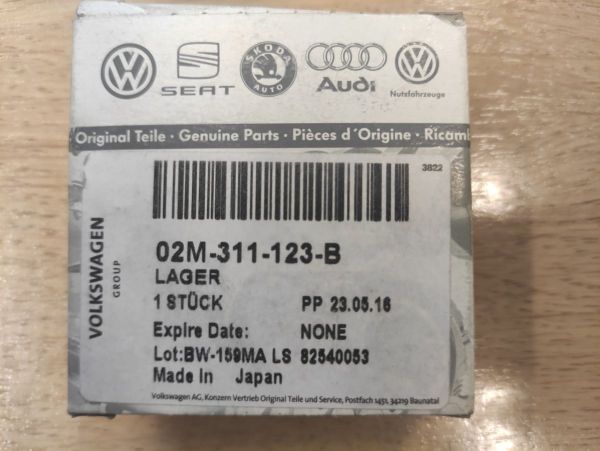 SEAT
ŠKODA
AUTO
Audi
Nutzfahrzeuge
Original Teile · Genuine Parts · Pièces d'Origine · Ricam
3822
VOLKSWAGEN
GROUP
02M-311-123-B
LAGER
1 STÜCK PP 23.05.16
Expire Date: NONE
Lot:BW-159MA LS 82540053
Made In Japan
Volkswagen AG, Konzern Vertrieb Original Teile und Service, Postfach 1451, 34219 Baunatal